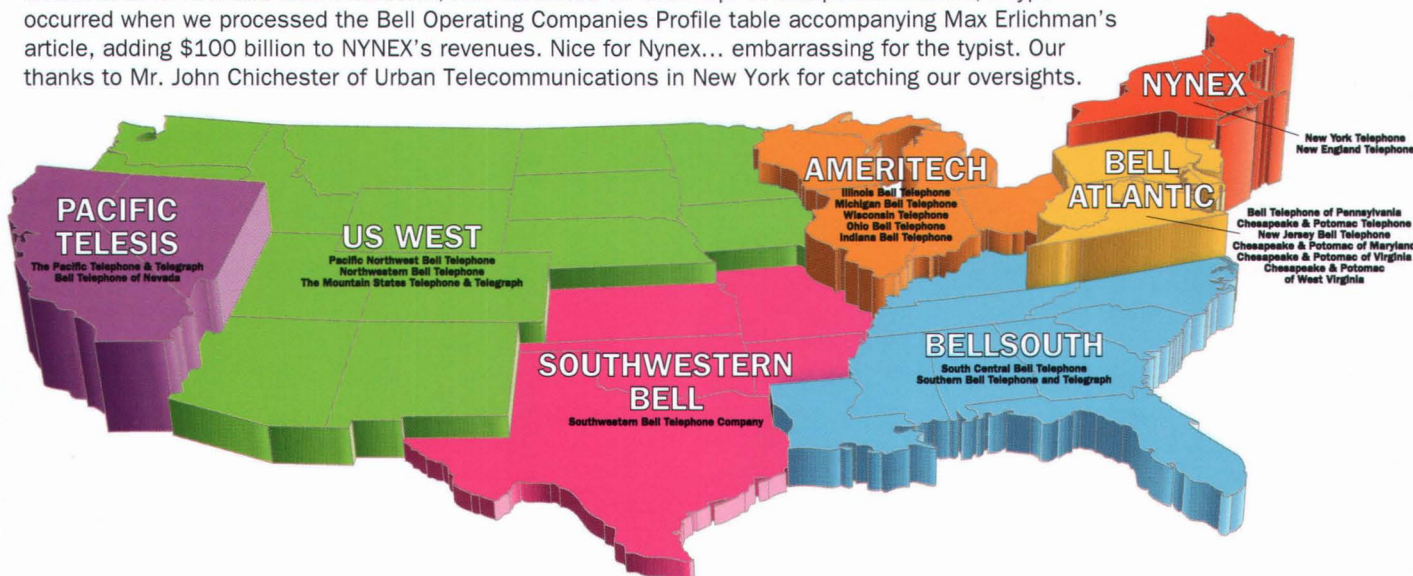 occurred when we processed the Bell Operating Companies Profile table accompanying Max Erlichman's
article, adding $100 billion to NYNEX's revenues. Nice for Nynex... embarrassing for the typist. Our
thanks to Mr. John Chichester of Urban Telecommunications in New York for catching our oversights.
NYNEX
New York Telephone
New England Telephone
BELL
ATLANTIC
Bell Telephone of Pennsylvania
Chesapeake & Potomac Telephone
New Jersey Bell Telephone
Chesapeake & Potomac of Maryland
Chesapeake & Potomac of Virginia
Chesapeake & Potomac
of West Virginia
AMERITECH
Illinois Bell Telephone
Michigan Bell Telephone
Wisconsin Telephone
Ohio Bell Telephone
Indiana Bell Telephone
PACIFIC
TELESIS
The Pacific Telephone & Telegraph
Bell Telephone of Nevada
US WEST
Pacific Northwest Bell Telephone
Northwestern Bell Telephone
The Mountain States Telephone & Telegraph
SOUTHWESTERN
BELL
Southwestern Bell Telephone Company
BELLSOUTH
South Central Bell Telephone
Southern Bell Telephone and Telegraph